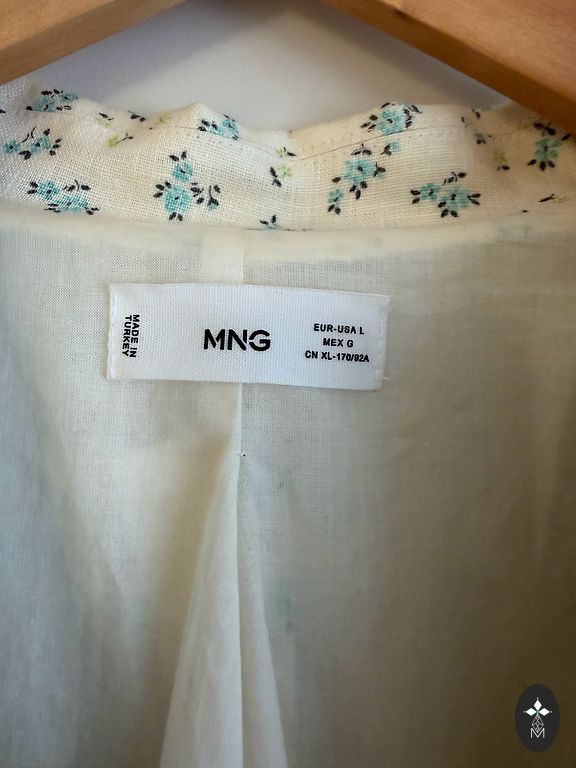 MADE IN
TURKEY
MNG
EUR-USA L
MEX G
CN XL-170/92A
M